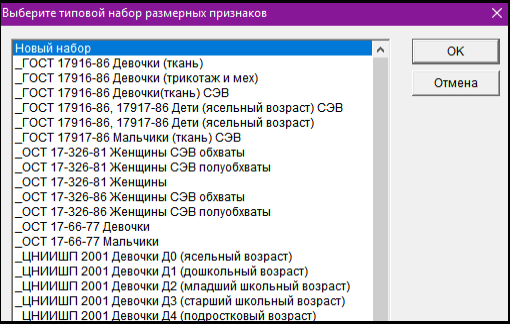 Выберите типовой набор размерных признаков
Новый набор
_ГОСТ 17916-86 Девочки (ткань)
_ГОСТ 17916-86 Девочки (трикотаж и мех)
_ГОСТ 17916-86 Девочки(ткань) СЭВ
_ГОСТ 17916-86, 17917-86 Дети (ясельный возраст) СЭВ
_ГОСТ 17916-86, 17917-86 Дети (ясельный возраст)
_ГОСТ 17917-86 Мальчики (ткань) СЭВ
_ОСТ 17-326-81 Женщины СЭВ обхваты
_ОСТ 17-326-81 Женщины СЭВ полуобхваты
_ОСТ 17-326-81 Женщины
_ОСТ 17-326-86 Женщины СЭВ обхваты
_ОСТ 17-326-86 Женщины СЭВ полуобхваты
_ОСТ 17-66-77 Девочки
_ОСТ 17-66-77 Мальчики
_ЦНИИШП 2001 Девочки Д0 (ясельный возраст)
_ЦНИИШП 2001 Девочки Д1 (дошкольный возраст)
_ЦНИИШП 2001 Девочки Д2 (младший школьный возраст)
_ЦНИИШП 2001 Девочки Д3 (старший школьный возраст)
_ЦНИИШП 2001 Девочки Д4 (подростковый возраст)
OK
Отмена